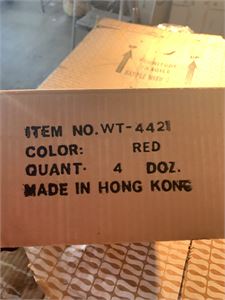 ITEM NO.WT-4421
COLOR: RED
QUANT. 4 DOZ.
MADE IN HONG KONG